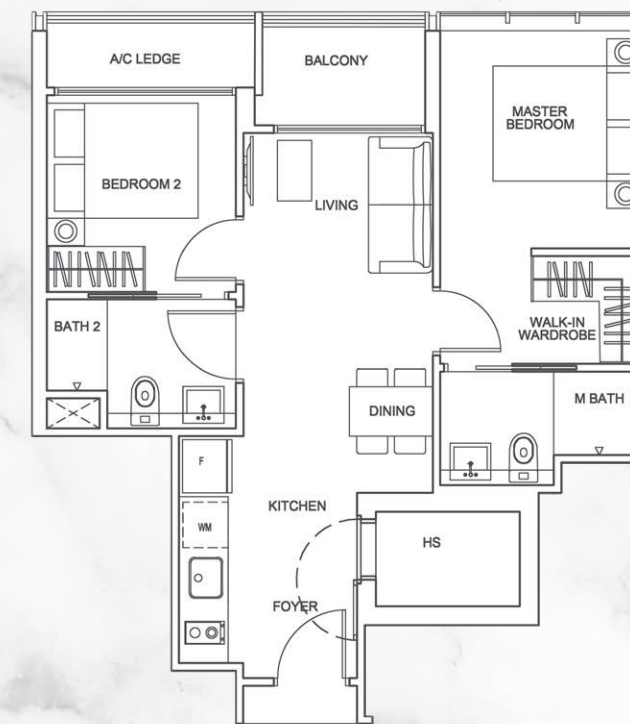 A/C LEDGE
BALCONY
MASTER
BEDROOM
BEDROOM 2
LIVING
BATH 2
WALK-IN
WARDROBE
DINING
M BATH
F
KITCHEN
WM
HS
FOYER